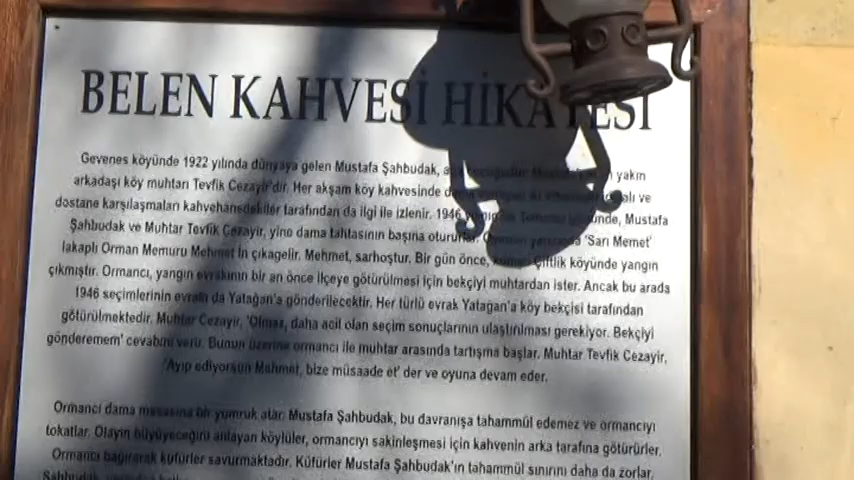 BELEN KAHVESİ HİKAYESİ
Gevenes köyünde 1922 yılında dünyaya gelen Mustafa Şahbudak, yakın
arkadaşı köy muhtarı Tevfik Cezayir'dir. Her akşam köy kahvesinde ve
dostane karşılaşmaları kahvehanedekiler tarafından da ilgi ile izlenir. 1946 Mustafa
Şahbudak ve Muhtar Tevfik Cezayir, yine dama tahtasının başına otururlar. 'Sarı Memet'
lakaplı Orman Memuru Mehmet in çıkagelir. Mehmet, sarhoştur. Bir gün önce, Çiftlik köyünde yangın
çıkmıştır. Ormancı, yangın evrakının bir an önce ilçeye götürülmesi için bekçiyi muhtardan ister. Ancak bu arada
1946 seçimlerinin evrakı da Yatağan'a gönderilecektir. Her türlü evrak Yatağan'a köy bekçisi tarafından
götürülmektedir. Muhtar Cezayir, 'Olmaz, daha acil olan seçim sonuçlarının ulaştırılması gerekiyor. Bekçiyi
gönderemem' cevabını verir. Bunun üzerine ormancı ile muhtar arasında tartışma başlar. Muhtar Tevfik Cezayir,
'Ayıp ediyorsun Mehmet, bize müsaade et' der ve oyuna devam eder.
Ormancı dama masasına bir yumruk atar. Mustafa Şahbudak, bu davranışa tahammül edemez ve ormancıyı
tokatlar. Olayın büyüyeceğini anlayan köylüler, ormancıyı sakinleşmesi için kahvenin arka tarafına götürürler.
Ormancı bağırarak küfürler savurmaktadır. Küfürler Mustafa Şahbudak'ın tahammül sınırını daha da zorlar.